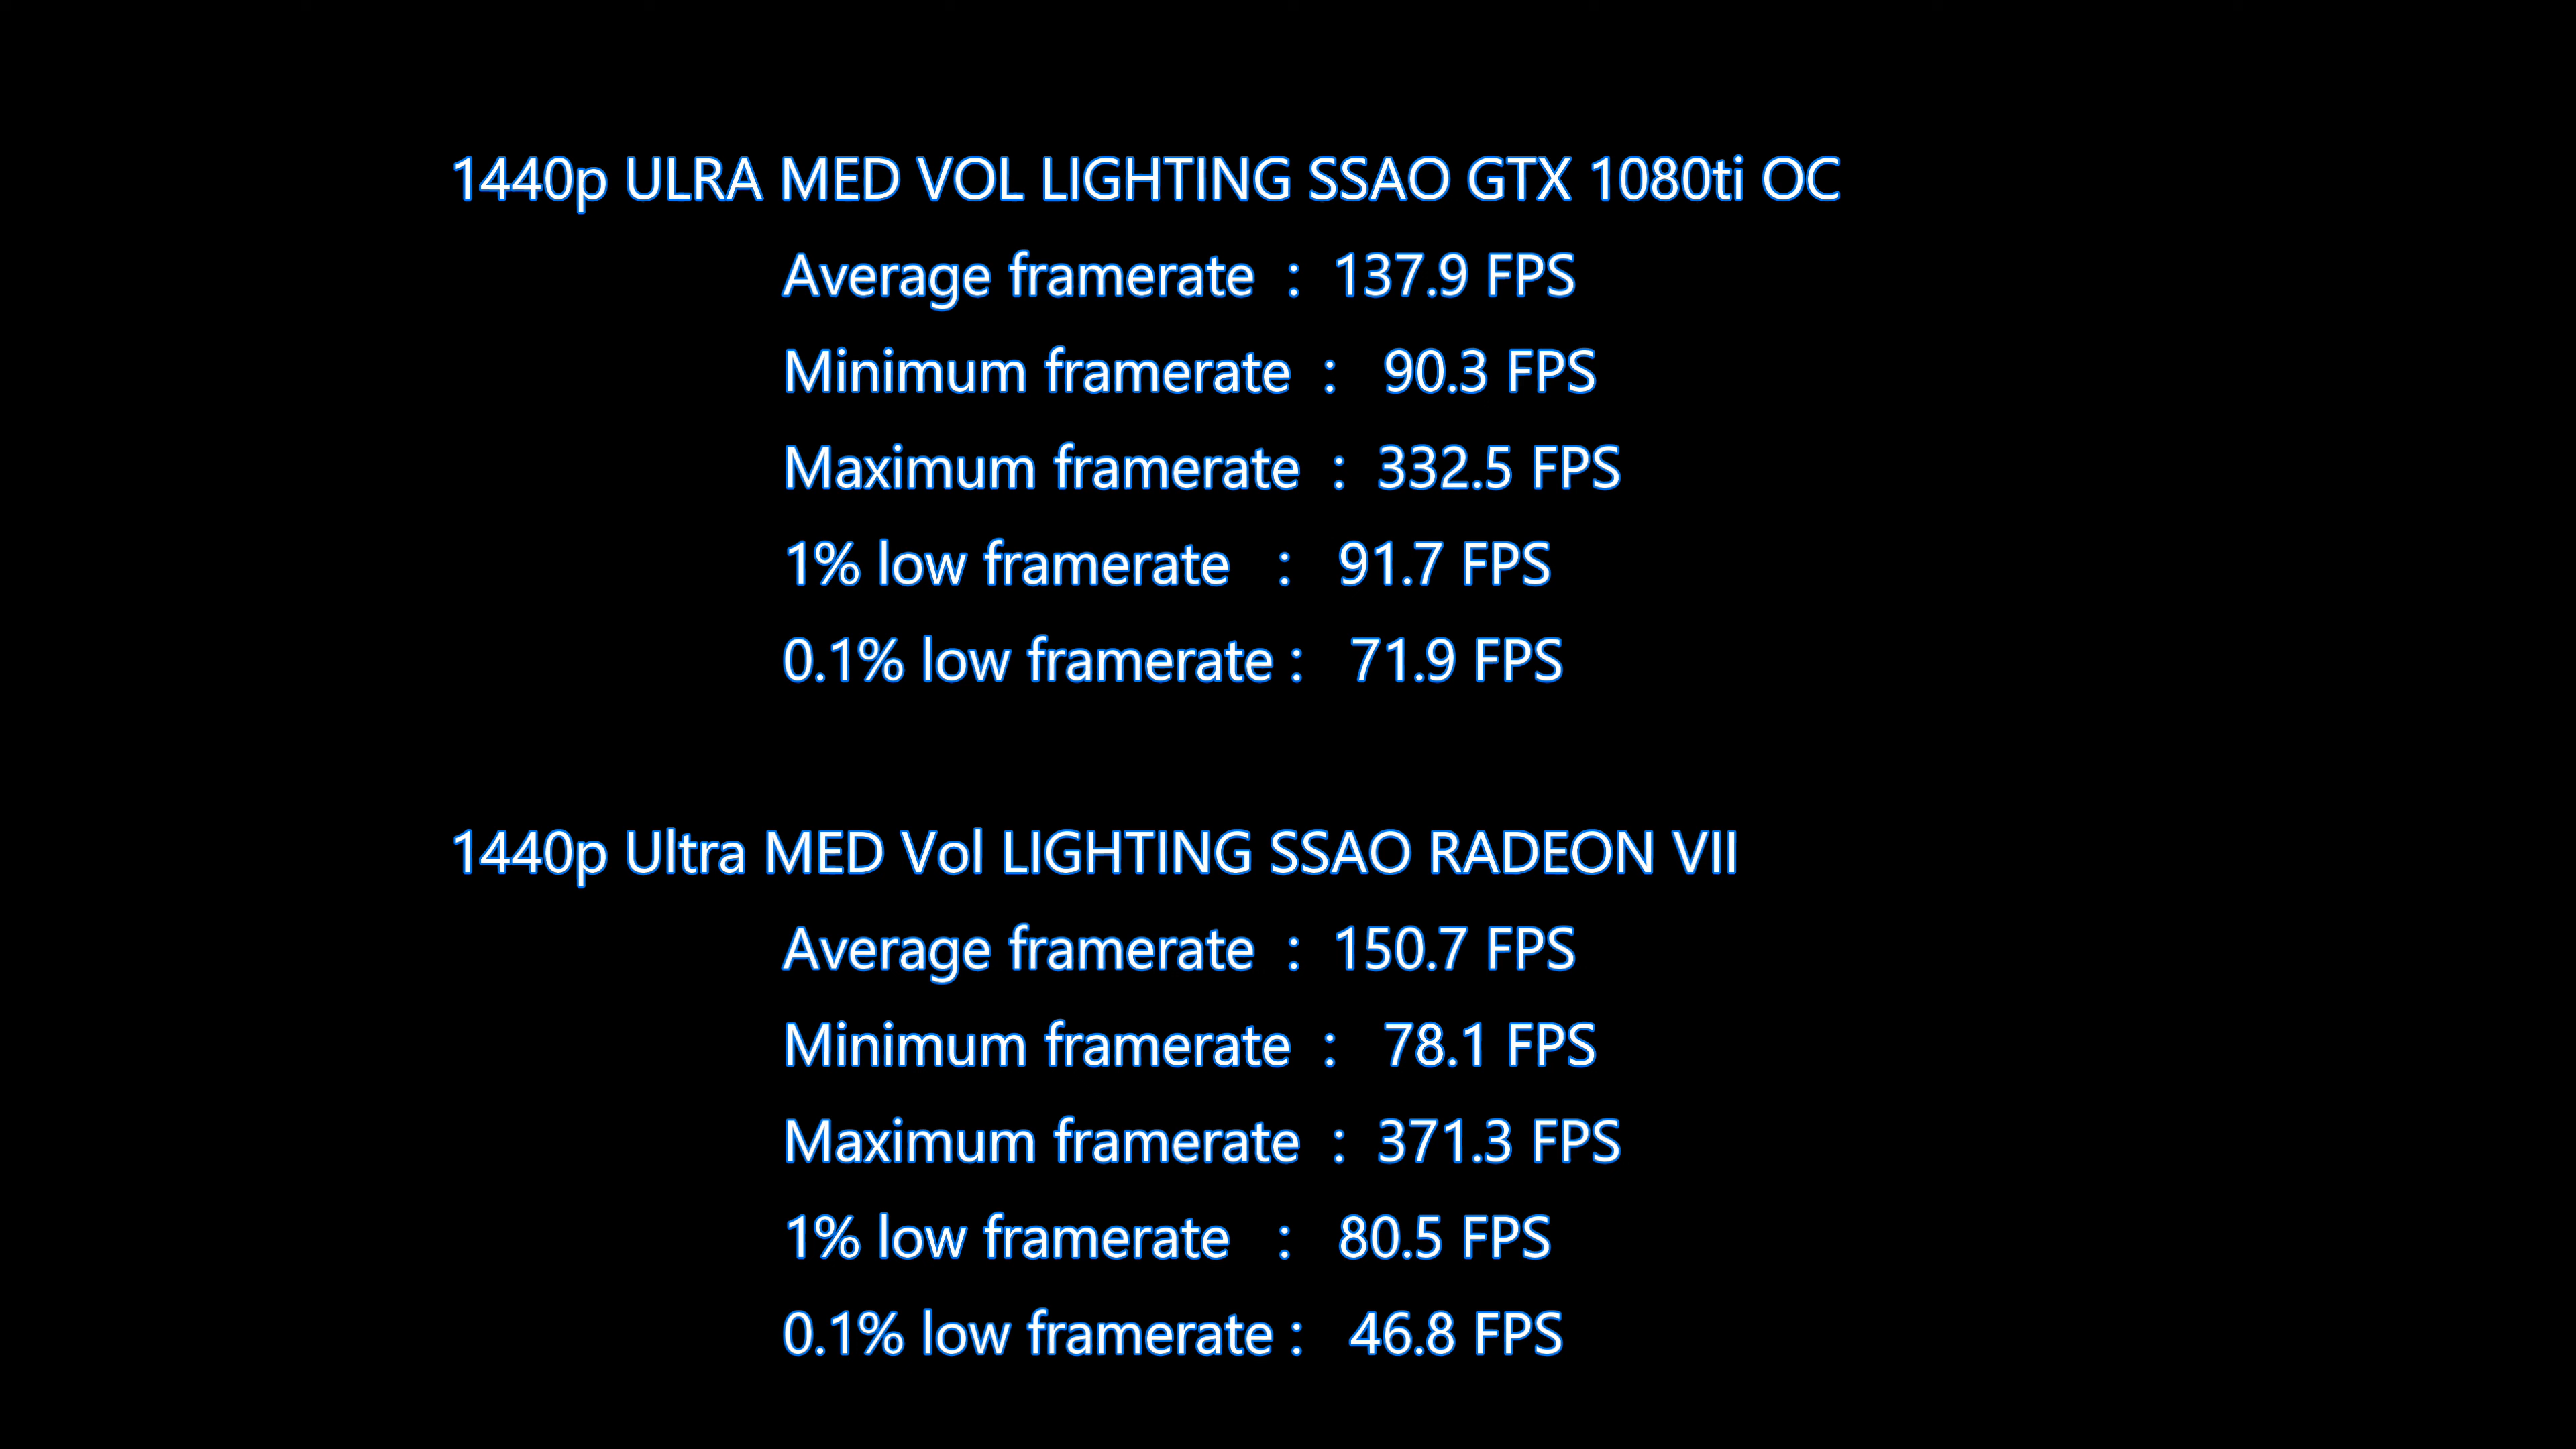 1440p ULRA MED VOL LIGHTING SSAO GTX 1080ti OC
Average framerate : 137.9 FPS
Minimum framerate : 90.3 FPS
Maximum framerate : 332.5 FPS
1% low framerate : 91.7 FPS
0.1% low framerate : 71.9 FPS
1440p Ultra MED Vol LIGHTING SSAO RADEON VII
Average framerate : 150.7 FPS
Minimum framerate : 78.1 FPS
Maximum framerate : 371.3 FPS
1% low framerate : 80.5 FPS
0.1% low framerate : 46.8 FPS